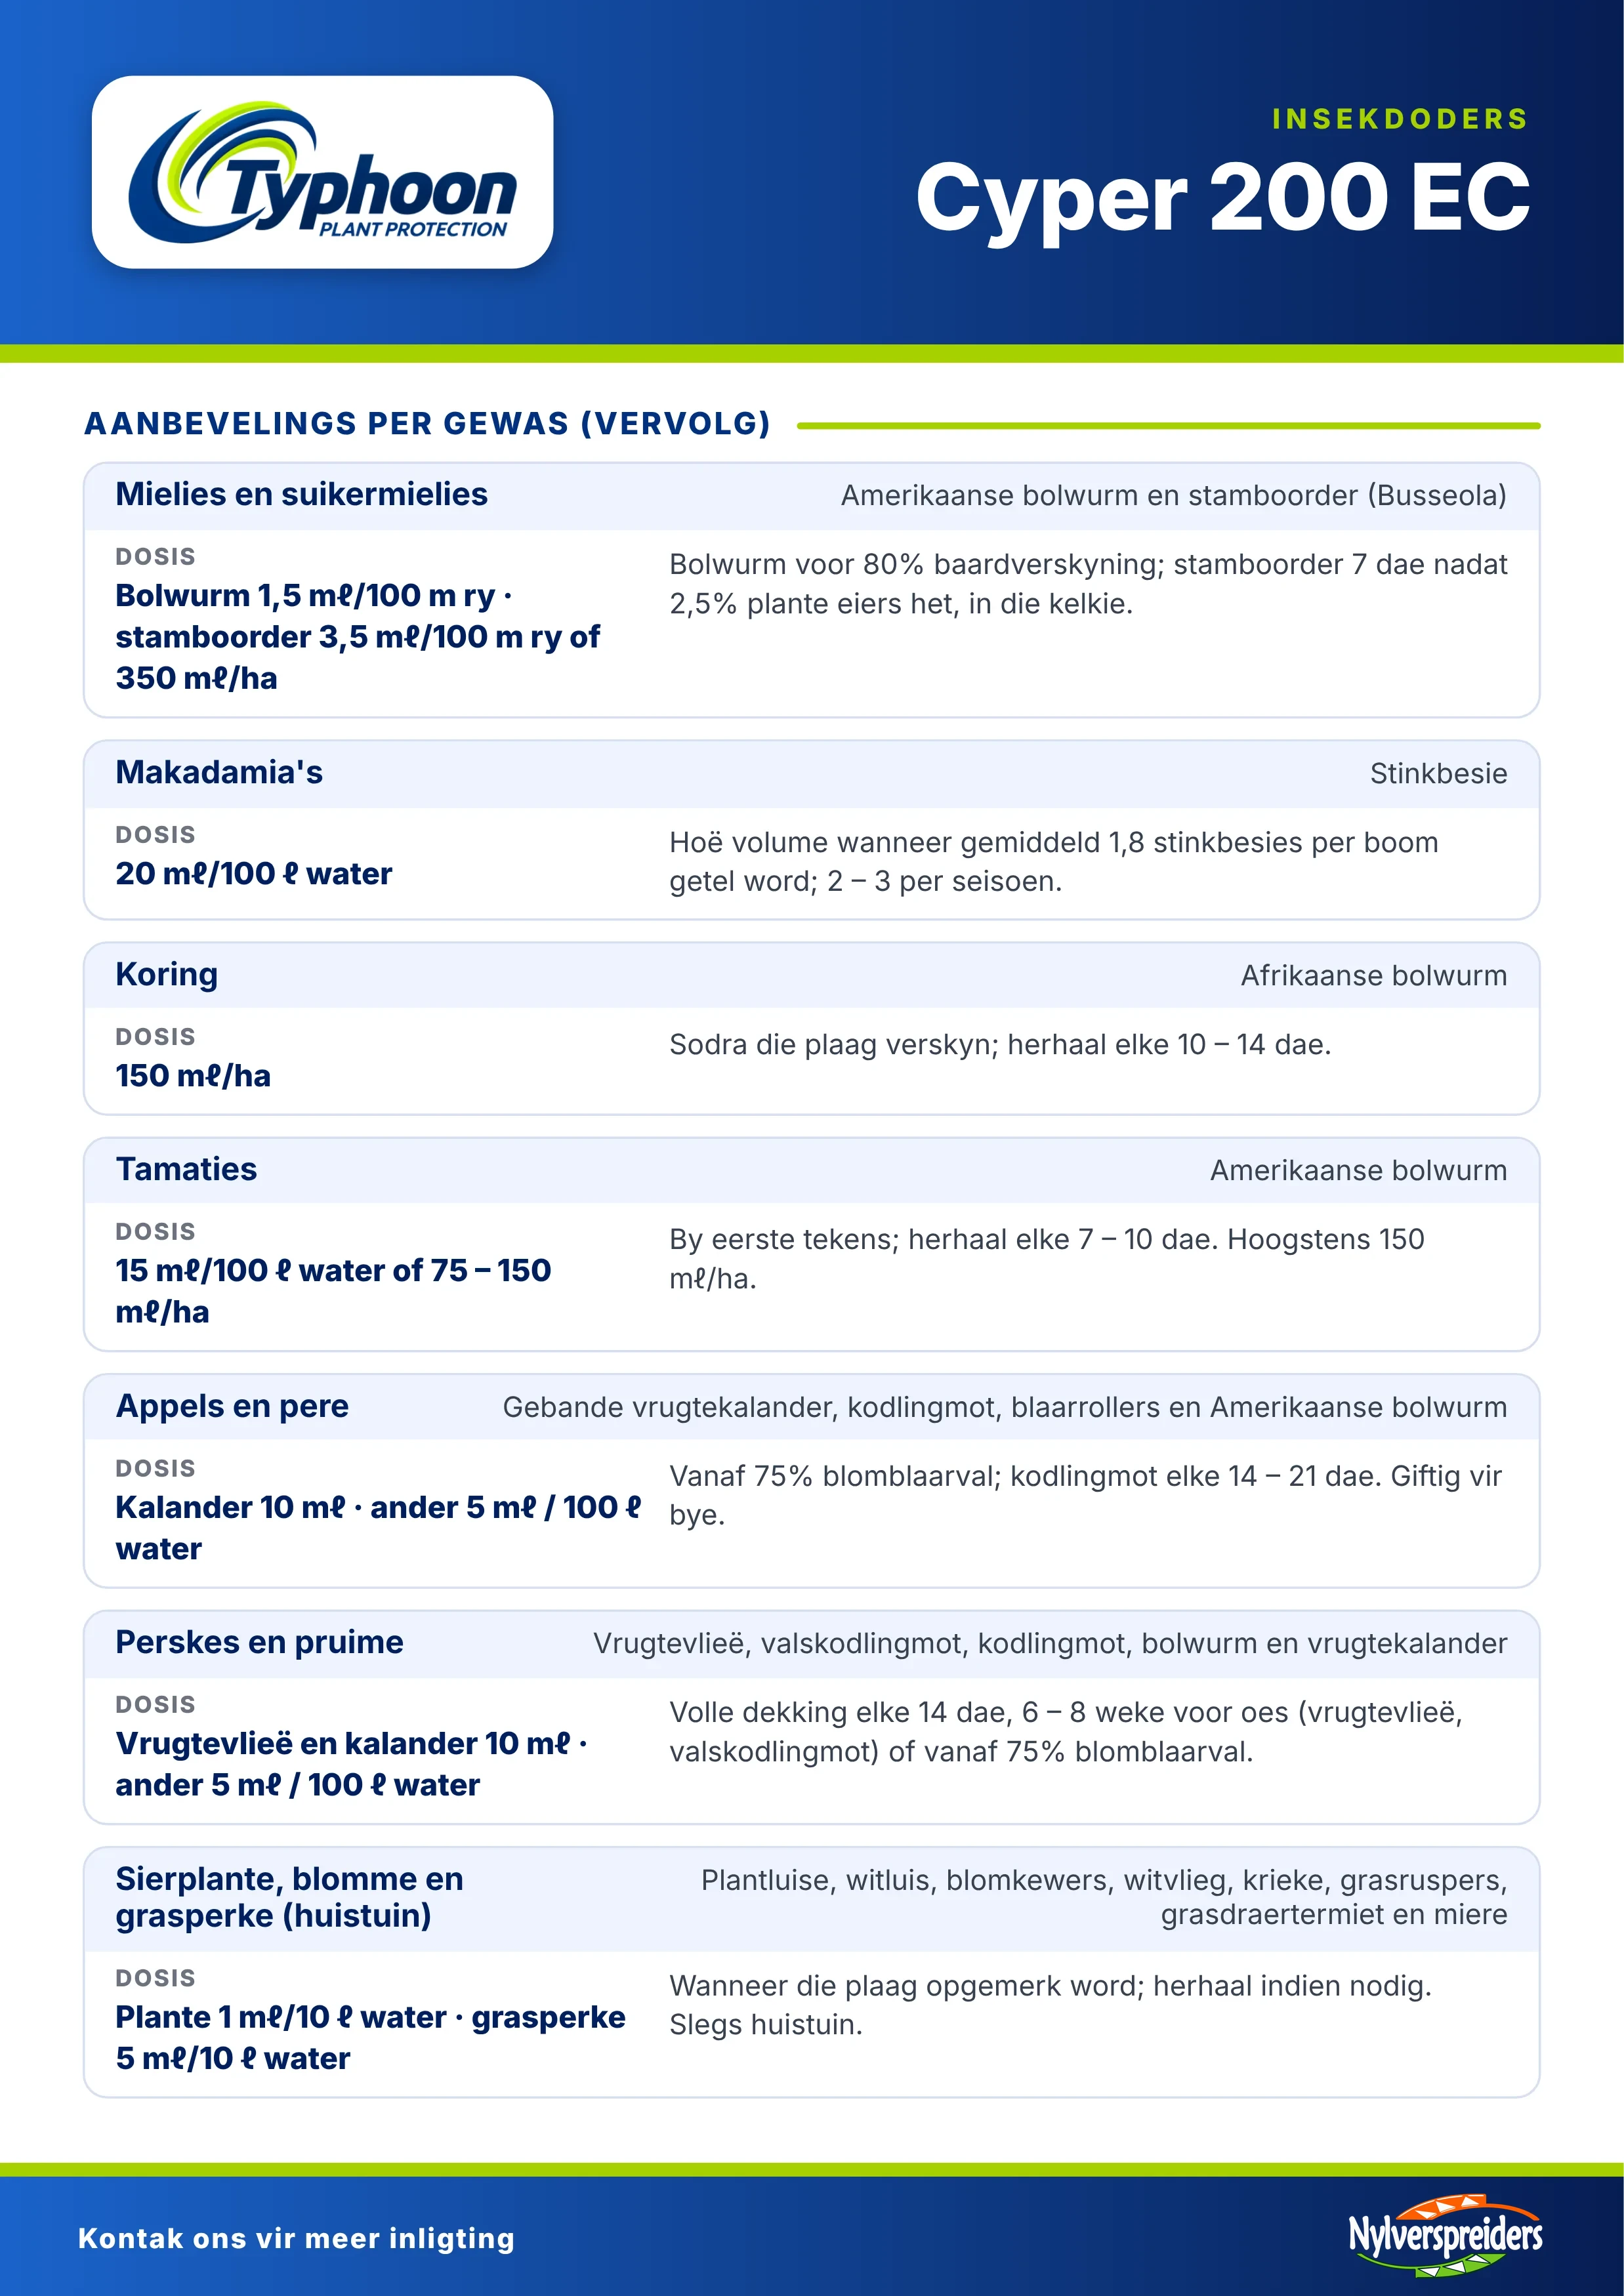 Typhoon
PLANT PROTECTION
INSEKDODERS
Cyper 200 EC
AANBEVELINGS PER GEWAS (VERVOLG)
Mielies en suikermielies
Amerikaanse bolwurm en stamboorder (Busseola)
DOSIS
Bolwurm 1,5 mℓ/100 m ry ·
stamboorder 3,5 mℓ/100 m ry of
350 mℓ/ha
Bolwurm voor 80% baardverskyning; stamboorder 7 dae nadat
2,5% plante eiers het, in die kelkie.
Makadamia's
Stinkbesie
DOSIS
20 mℓ/100 ℓ water
Hoë volume wanneer gemiddeld 1,8 stinkbesies per boom
getel word; 2 – 3 per seisoen.
Koring
Afrikaanse bolwurm
DOSIS
150 mℓ/ha
Sodra die plaag verskyn; herhaal elke 10 – 14 dae.
Tamaties
Amerikaanse bolwurm
DOSIS
15 mℓ/100 ℓ water of 75 – 150
mℓ/ha
By eerste tekens; herhaal elke 7 – 10 dae. Hoogstens 150
mℓ/ha.
Appels en pere
Gebande vrugtekalander, kodlingmot, blaarrollers en Amerikaanse bolwurm
DOSIS
Kalander 10 mℓ · ander 5 mℓ / 100 ℓ
water
Vanaf 75% blomblaarval; kodlingmot elke 14 – 21 dae. Giftig vir
bye.
Perskes en pruime
Vrugtevlieë, valskodlingmot, kodlingmot, bolwurm en vrugtekalander
DOSIS
Vrugtevlieë en kalander 10 mℓ ·
ander 5 mℓ / 100 ℓ water
Volle dekking elke 14 dae, 6 – 8 weke voor oes (vrugtevlieë,
valskodlingmot) of vanaf 75% blomblaarval.
Sierplante, blomme en
grasperke (huistuin)
Plantluise, witluis, blomkewers, witvlieg, krieke, grasruspers,
grasdraertermiet en miere
DOSIS
Plante 1 mℓ/10 ℓ water · grasperke
5 mℓ/10 ℓ water
Wanneer die plaag opgemerk word; herhaal indien nodig.
Slegs huistuin.
Kontak ons vir meer inligting
Nylverspreiders